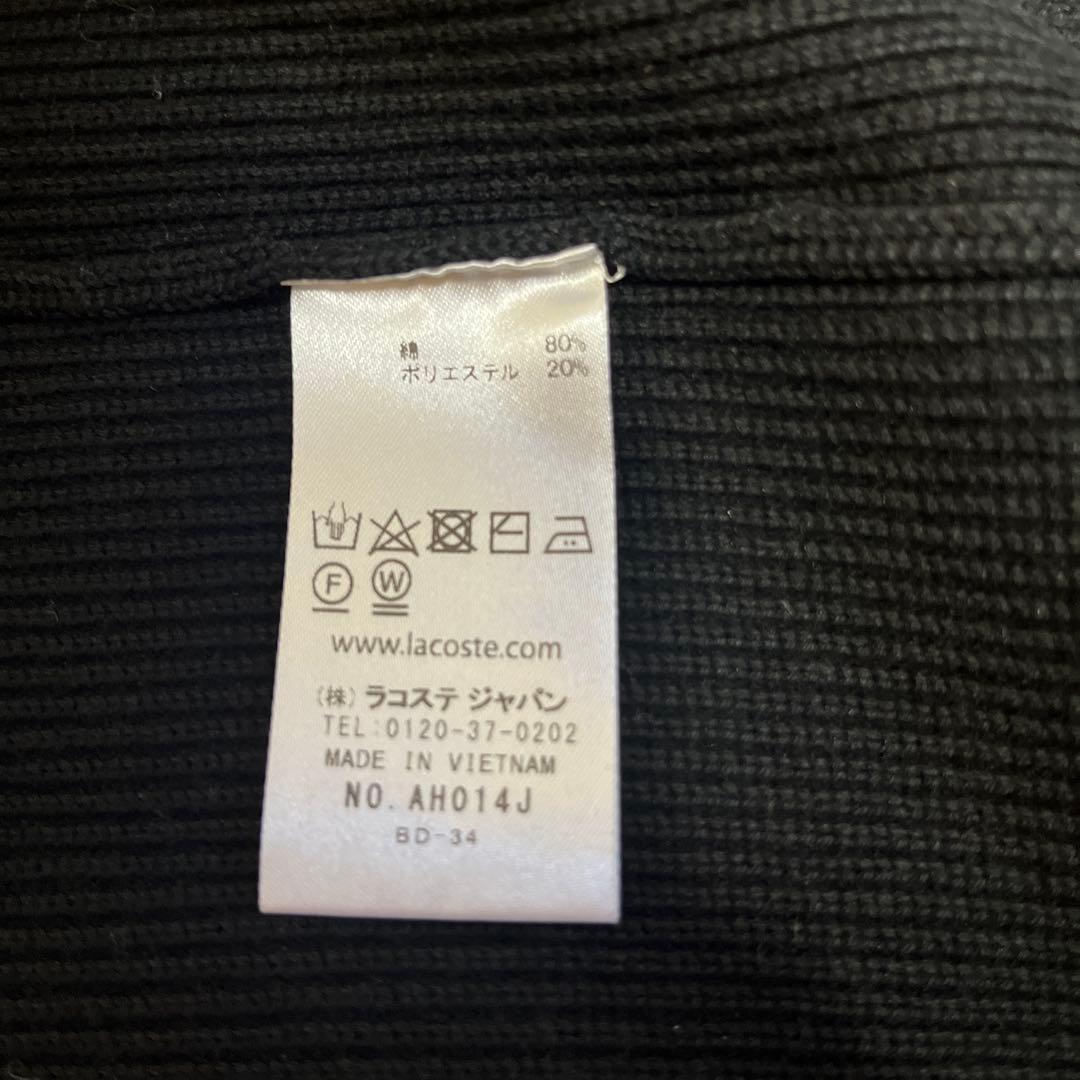 綿 80%
ポリエステル 20%
F W
www.lacoste.com
(株) ラコステ ジャパン
TEL:0120-37-0202
MADE IN VIETNAM
NO. AH014J
BD-34